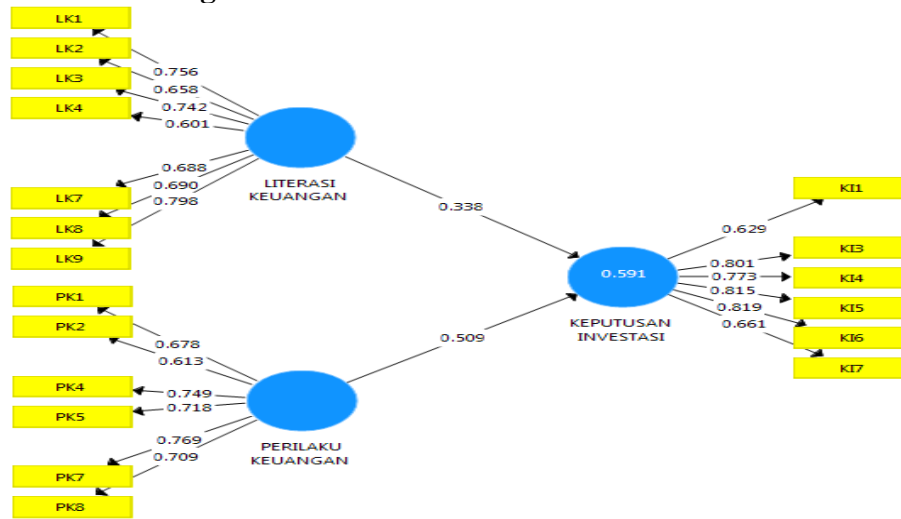 LK1
LK2
LK3
LK4
LK7
LK8
LK9
0.756
0.658
0.742
0.601
0.688
0.690
0.798
LITERASI
KEUANGAN
PK1
PK2
PK4
PK5
PK7
PK8
0.678
0.613
0.749
0.718
0.769
0.709
PERILAKU
KEUANGAN
0.338
0.509
0.591
KEPUTUSAN
INVESTASI
0.629
0.801
0.773
0.815
0.819
0.661
KI1
KI3
KI4
KI5
KI6
KI7